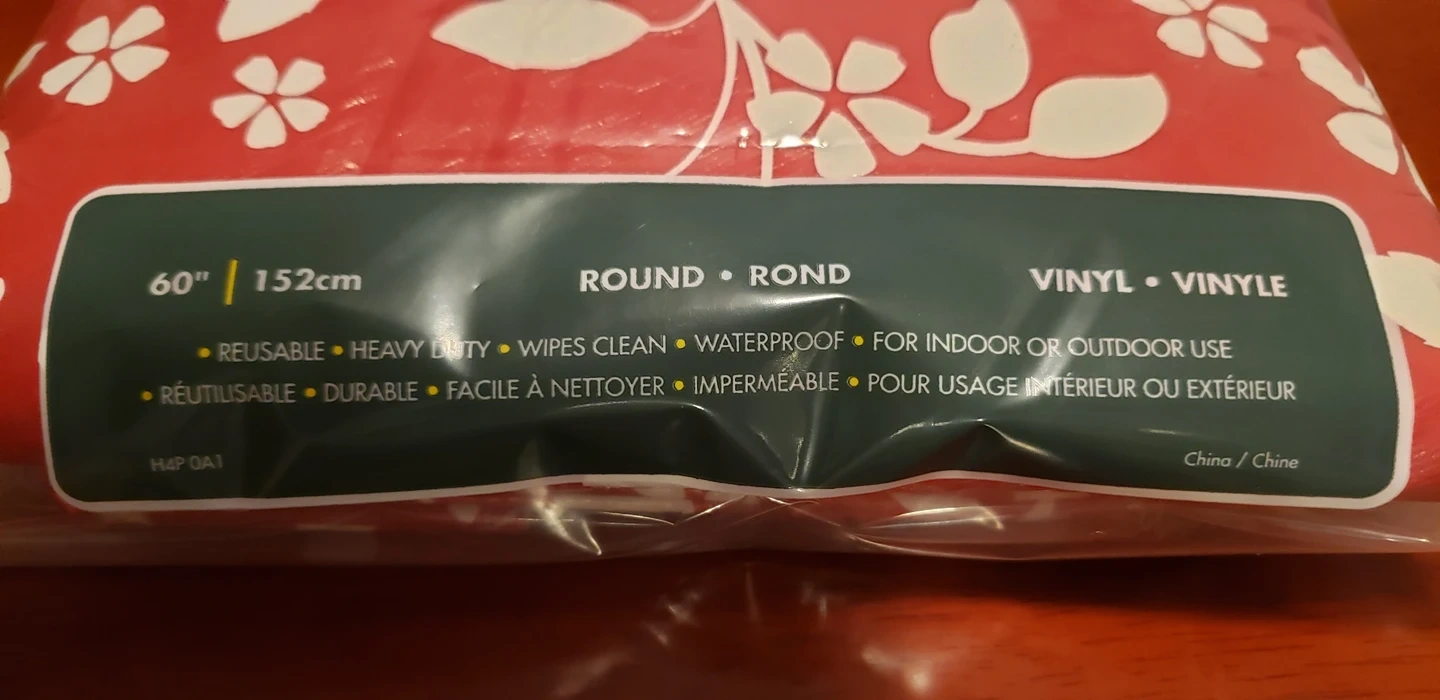 60" | 152cm ROUND • ROND VINYL • VINYLE
• REUSABLE • HEAVY DUTY • WIPES CLEAN • WATERPROOF • FOR INDOOR OR OUTDOOR USE
• RÉUTILISABLE • DURABLE • FACILE À NETTOYER • IMPERMÉABLE • POUR USAGE INTÉRIEUR OU EXTÉRIEUR
H4P 0A1 China / Chine